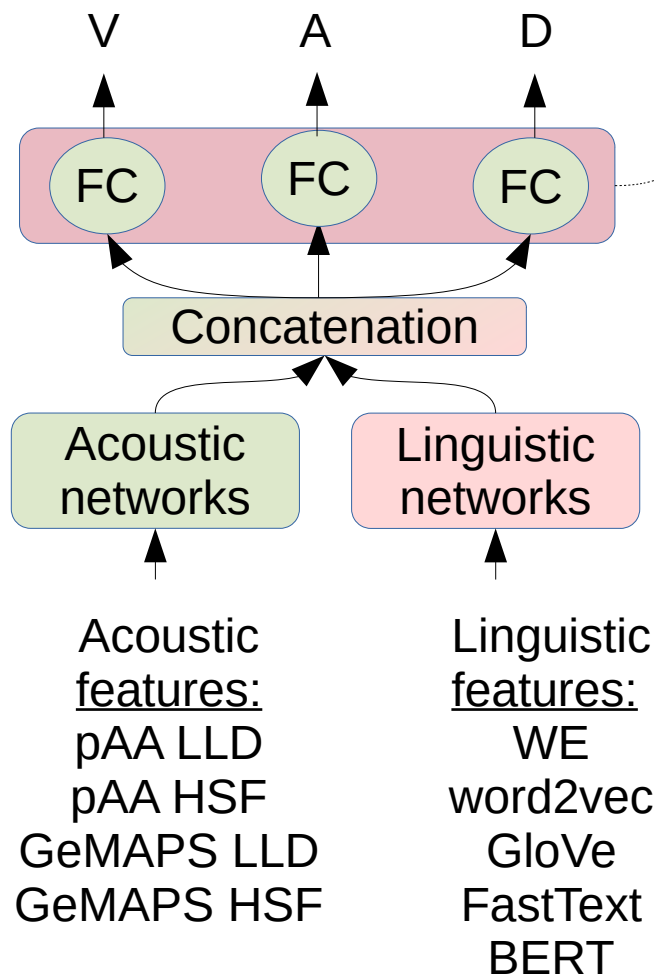 V A D
FC FC FC
Concatenation
Acoustic
networks
Linguistic
networks
Acoustic
features:
pAA LLD
pAA HSF
GeMAPS LLD
GeMAPS HSF
Linguistic
features:
WE
word2vec
GloVe
FastText
BERT